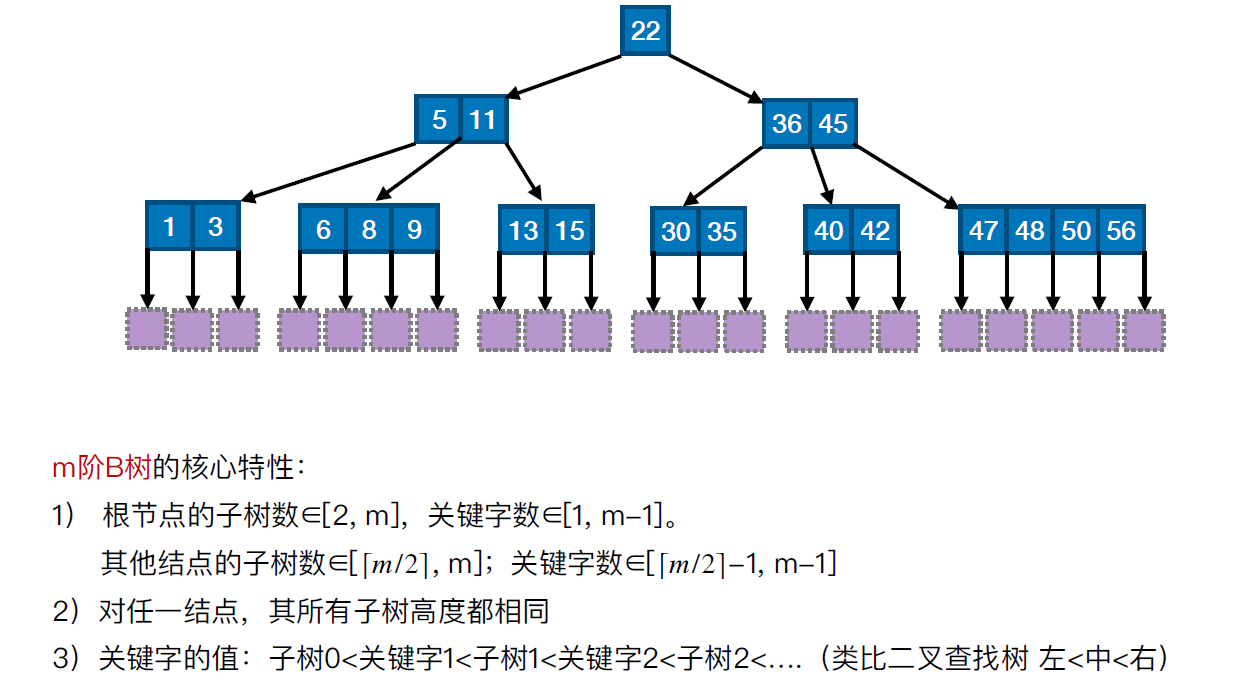 22
5 11 36 45
1 3 6 8 9 13 15 30 35 40 42 47 48 50 56
m阶B树的核心特性：
1） 根节点的子树数∈[2, m]，关键字数∈[1, m–1]。
其他结点的子树数∈[⌈m/2⌉, m]；关键字数∈[⌈m/2⌉–1, m–1]
2）对任一结点，其所有子树高度都相同
3）关键字的值：子树0<关键字1<子树1<关键字2<子树2<....（类比二叉查找树 左<中<右）